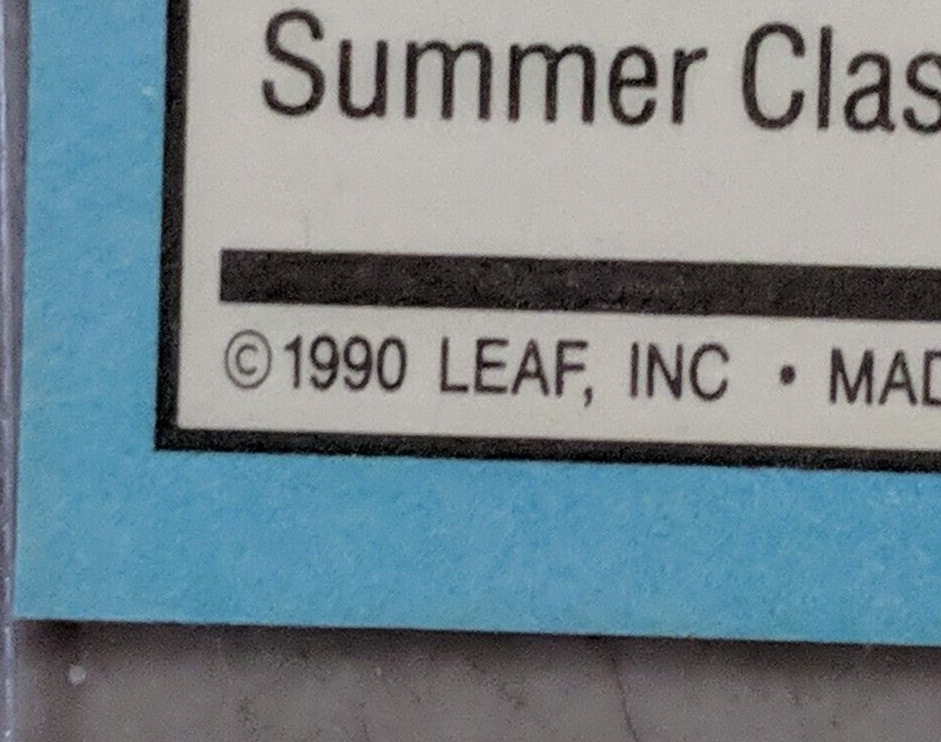 Summer Clas
©1990 LEAF, INC • MAD